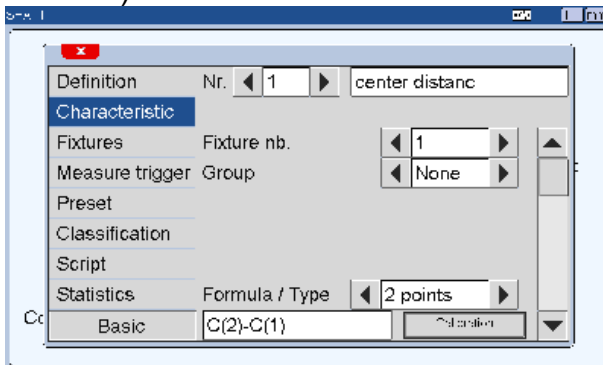 x
Definition Nr. 1 center distanc
Characteristic
Fixtures Fixture nb. 1
Measure trigger Group None
Preset
Classification
Script
Statistics Formula / Type 2 points
Basic C(2)-C(1)